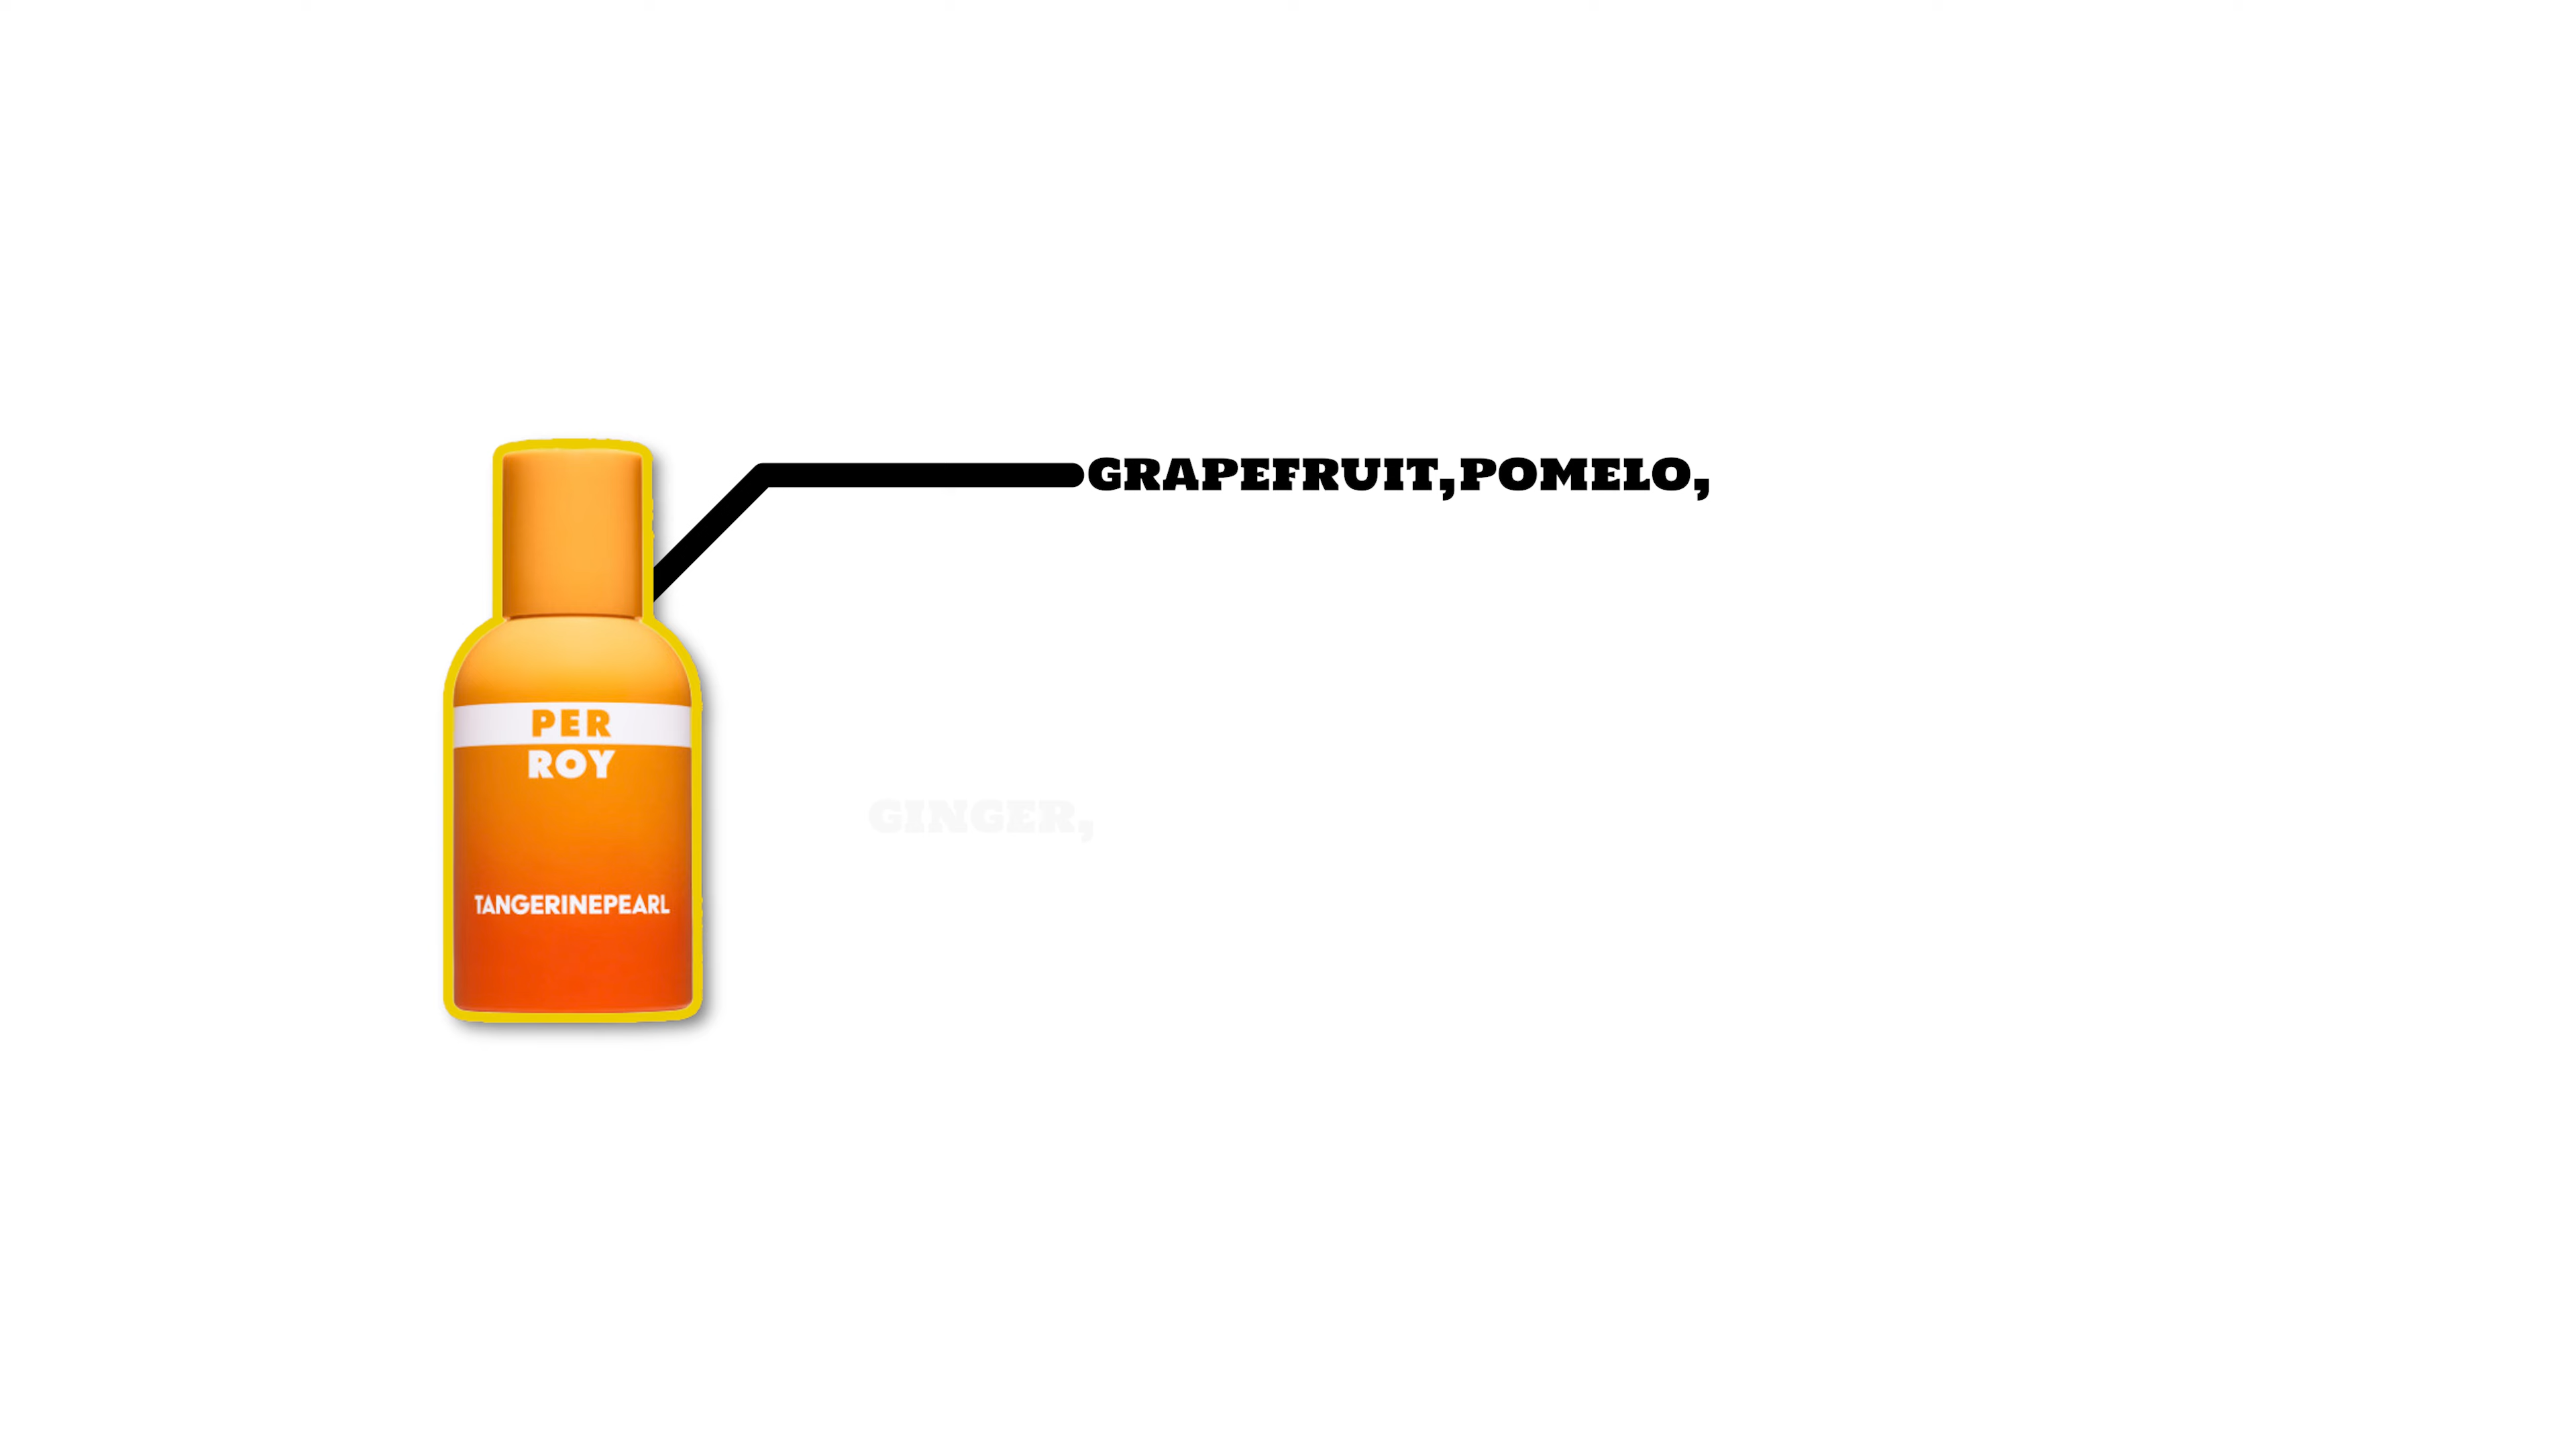 GRAPEFRUIT, POMELO,
PER
ROY
GINGER,
TANGERINEPEARL